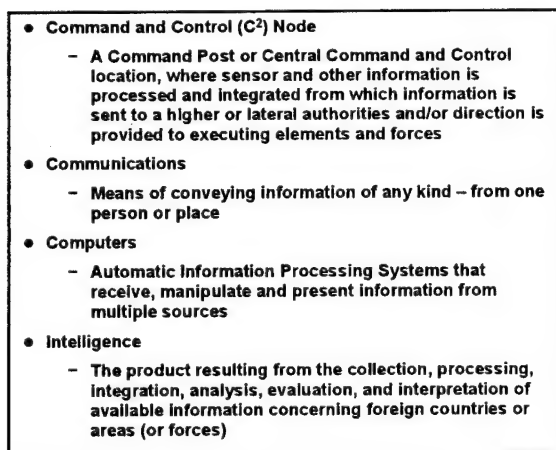 • Command and Control (C²) Node
– A Command Post or Central Command and Control
location, where sensor and other information is
processed and integrated from which information is
sent to a higher or lateral authorities and/or direction is
provided to executing elements and forces
• Communications
– Means of conveying information of any kind – from one
person or place
• Computers
– Automatic Information Processing Systems that
receive, manipulate and present information from
multiple sources
• Intelligence
– The product resulting from the collection, processing,
integration, analysis, evaluation, and interpretation of
available information concerning foreign countries or
areas (or forces)